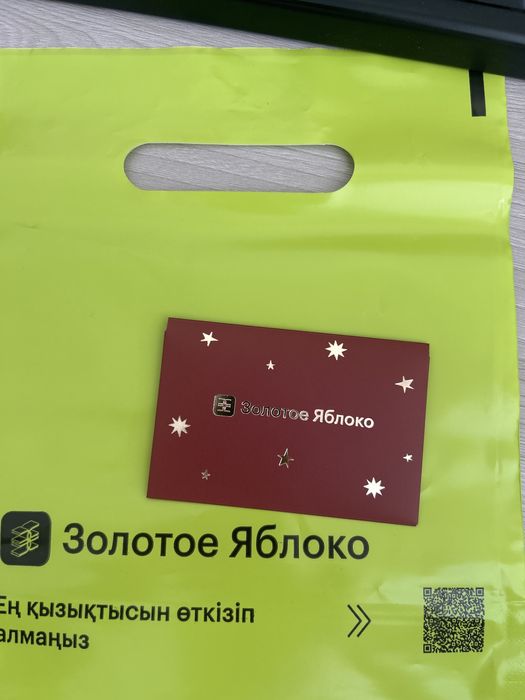 Золотое Яблоко
Золотое Яблоко
Ең қызықтысын өткізіп
алмаңыз